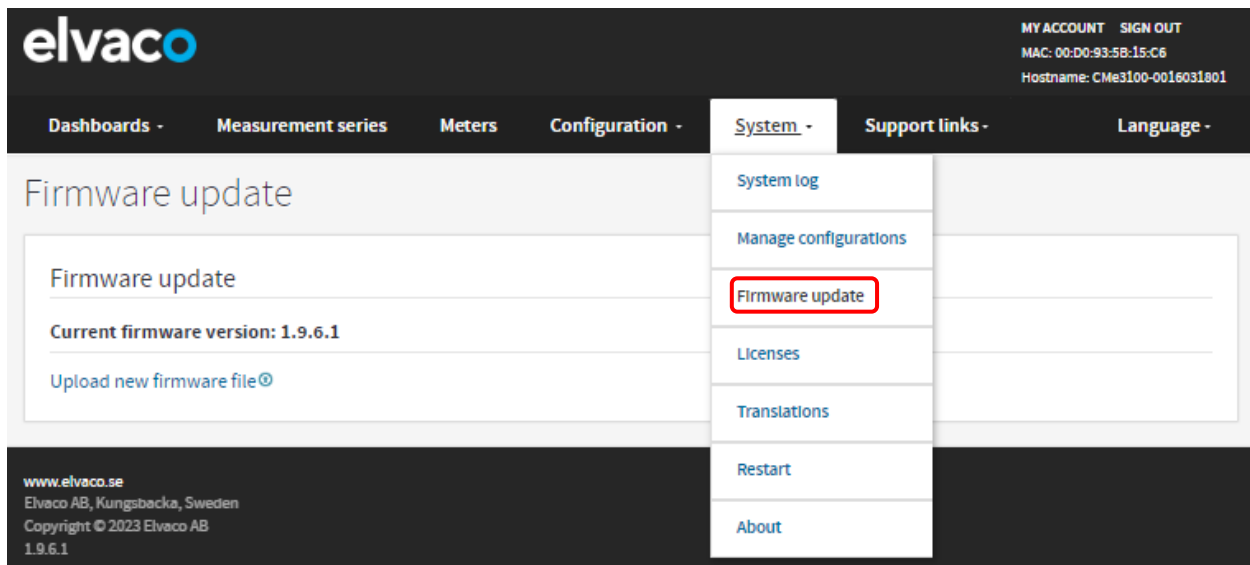 elvaco
MY ACCOUNT SIGN OUT
MAC: 00:D0:93:5B:15:C6
Hostname: CMe3100-0016031801
Dashboards - Measurement series Meters Configuration - System - Support links - Language -
Firmware update
Firmware update
Current firmware version: 1.9.6.1
Upload new firmware file
System log
Manage configurations
Firmware update
Licenses
Translations
Restart
About
www.elvaco.se
Elvaco AB, Kungsbacka, Sweden
Copyright © 2023 Elvaco AB
1.9.6.1